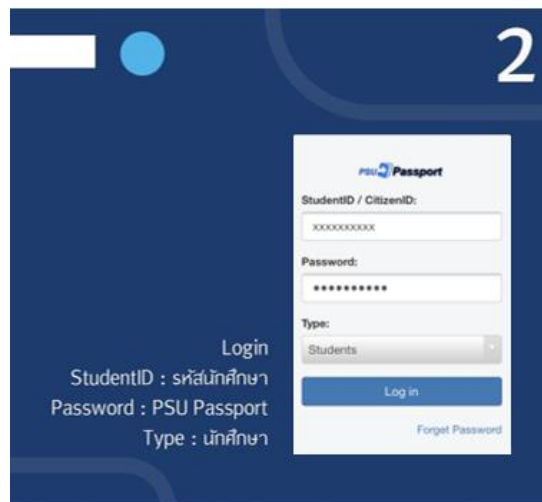 2
PSU Passport
StudentID / CitizenID:
xxxxxxxxxx
Password:
••••••••••
Type:
Students
Log in
Forget Password
Login
StudentID : รหัสนักศึกษา
Password : PSU Passport
Type : นักศึกษา